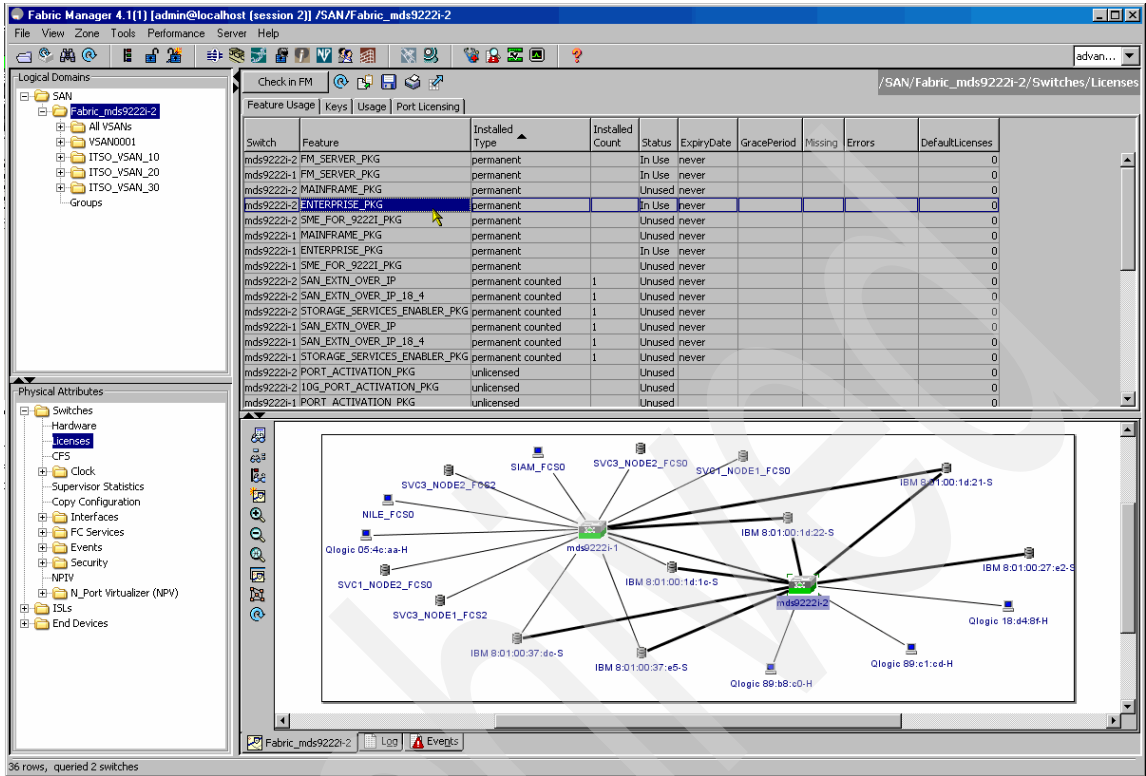 Fabric Manager 4.1(1) [admin@localhost (session 2)] /SAN/Fabric_mds9222i-2
File View Zone Tools Performance Server Help
advan...
Logical Domains
SAN
Fabric_mds9222i-2
All VSANs
VSAN0001
ITSO_VSAN_10
ITSO_VSAN_20
ITSO_VSAN_30
Groups
Physical Attributes
Switches
Hardware
Licenses
CFS
Clock
Supervisor Statistics
Copy Configuration
Interfaces
FC Services
Events
Security
NPIV
N_Port Virtualizer (NPV)
ISLs
End Devices
Check in FM
/SAN/Fabric_mds9222i-2/Switches/Licenses
Feature Usage Keys Usage Port Licensing
Switch Feature Installed Type Installed Count Status ExpiryDate GracePeriod Missing Errors DefaultLicenses
mds9222i-2 FM_SERVER_PKG permanent In Use never 0
mds9222i-1 FM_SERVER_PKG permanent In Use never 0
mds9222i-2 MAINFRAME_PKG permanent Unused never 0
mds9222i-2 ENTERPRISE_PKG permanent In Use never 0
mds9222i-2 SME_FOR_9222I_PKG permanent Unused never 0
mds9222i-1 MAINFRAME_PKG permanent Unused never 0
mds9222i-1 ENTERPRISE_PKG permanent In Use never 0
mds9222i-1 SME_FOR_9222I_PKG permanent Unused never 0
mds9222i-2 SAN_EXTN_OVER_IP permanent counted 1 Unused never 0
mds9222i-2 SAN_EXTN_OVER_IP_18_4 permanent counted 1 Unused never 0
mds9222i-2 STORAGE_SERVICES_ENABLER_PKG permanent counted 1 Unused never 0
mds9222i-1 SAN_EXTN_OVER_IP permanent counted 1 Unused never 0
mds9222i-1 SAN_EXTN_OVER_IP_18_4 permanent counted 1 Unused never 0
mds9222i-1 STORAGE_SERVICES_ENABLER_PKG permanent counted 1 Unused never 0
mds9222i-2 PORT_ACTIVATION_PKG unlicensed Unused 0
mds9222i-2 10G_PORT_ACTIVATION_PKG unlicensed Unused 0
mds9222i-1 PORT_ACTIVATION_PKG unlicensed Unused 0
SIAM_FCS0
SVC3_NODE2_FCS0
SVC1_NODE1_FCS0
SVC3_NODE2_FCS2
IBM 8:01:00:1d:21-S
NILE_FCS0
IBM 8:01:00:1d:22-S
Qlogic 05:4c:aa-H
mds9222i-1
IBM 8:01:00:27:e2-S
SVC1_NODE2_FCS0
IBM 8:01:00:1d:1c-S
mds9222i-2
SVC3_NODE1_FCS2
Qlogic 18:d4:8f-H
IBM 8:01:00:37:dc-S
IBM 8:01:00:37:e5-S
Qlogic 89:c1:cd-H
Qlogic 89:b8:c0-H
Fabric_mds9222i-2 Log Events
36 rows, queried 2 switches